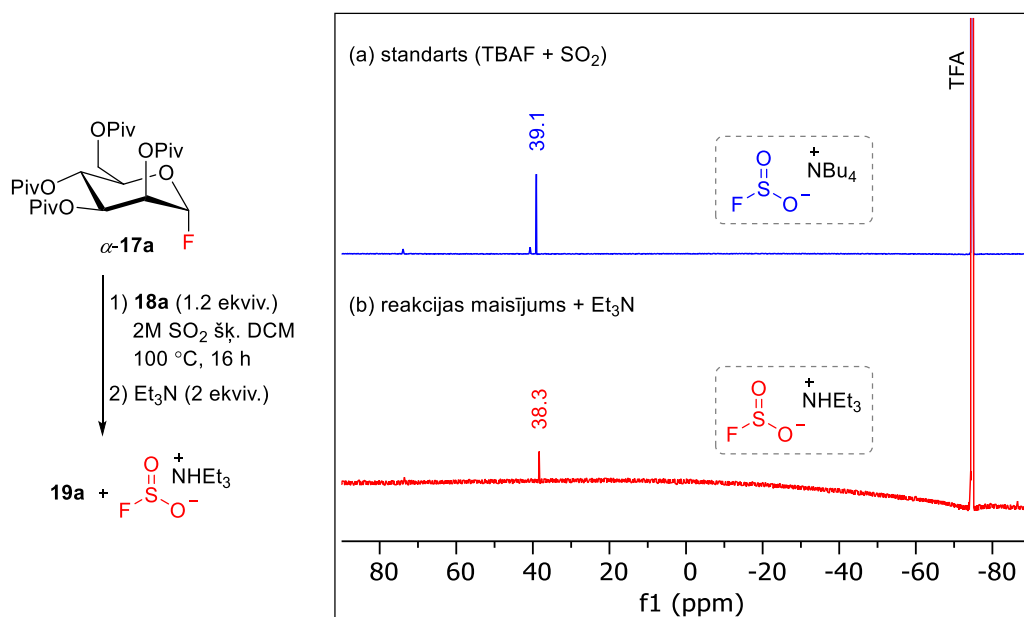 OPiv
OPiv
O
PivO
PivO
F
α-17a
1) 18a (1.2 ekviv.)
2M SO2 šķ. DCM
100 °C, 16 h
2) Et3N (2 ekviv.)
19a +
O
S
F
O−
+
NHEt3
(a) standarts (TBAF + SO2)
39.1
TFA
O
S
F
O−
+
NBu4
(b) reakcijas maisījums + Et3N
38.3
O
S
F
O−
+
NHEt3
80 60 40 20 0 -20 -40 -60 -80
f1 (ppm)